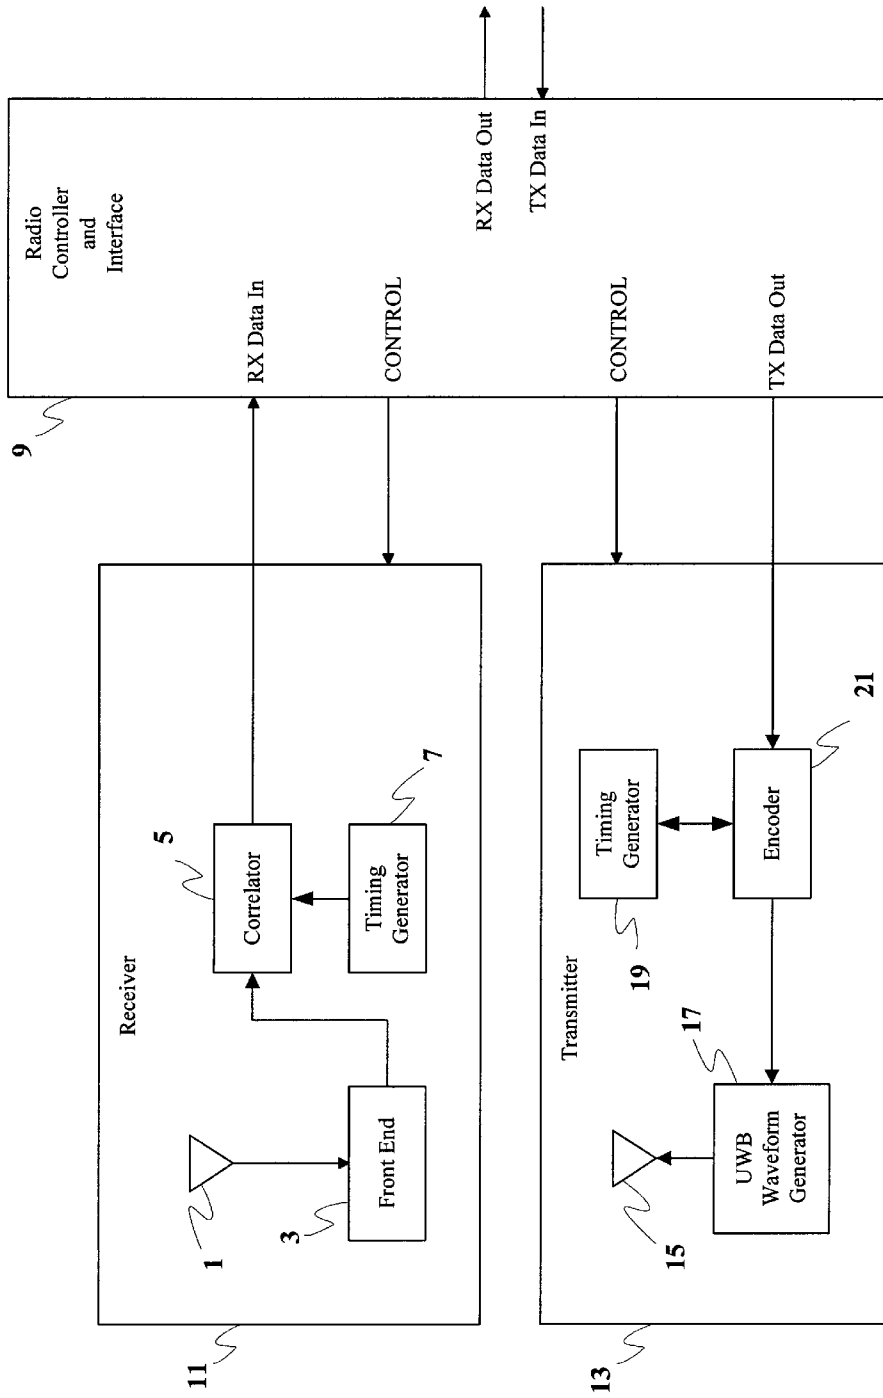 Radio
Controller
and
Interface
9
RX Data In
CONTROL
RX Data Out
TX Data In
CONTROL
TX Data Out
Receiver
11
1
3
Front End
5
Correlator
7
Timing
Generator
Transmitter
13
15
17
UWB
Waveform
Generator
19
Timing
Generator
21
Encoder